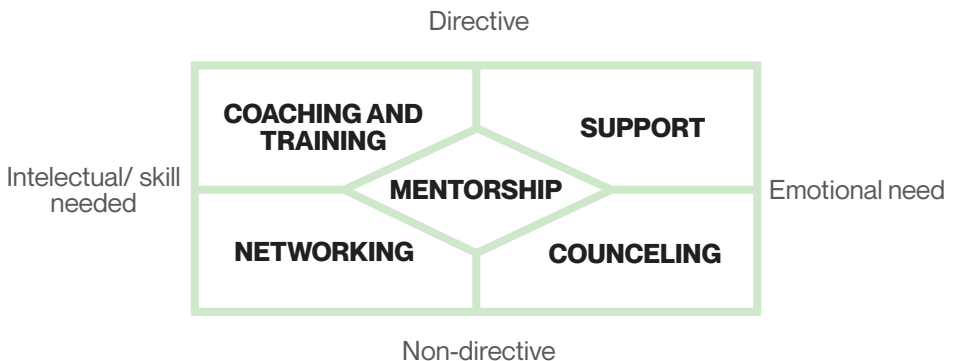 Directive
COACHING AND
TRAINING
SUPPORT
Intelectual/ skill
needed
MENTORSHIP
Emotional need
NETWORKING
COUNCELING
Non-directive